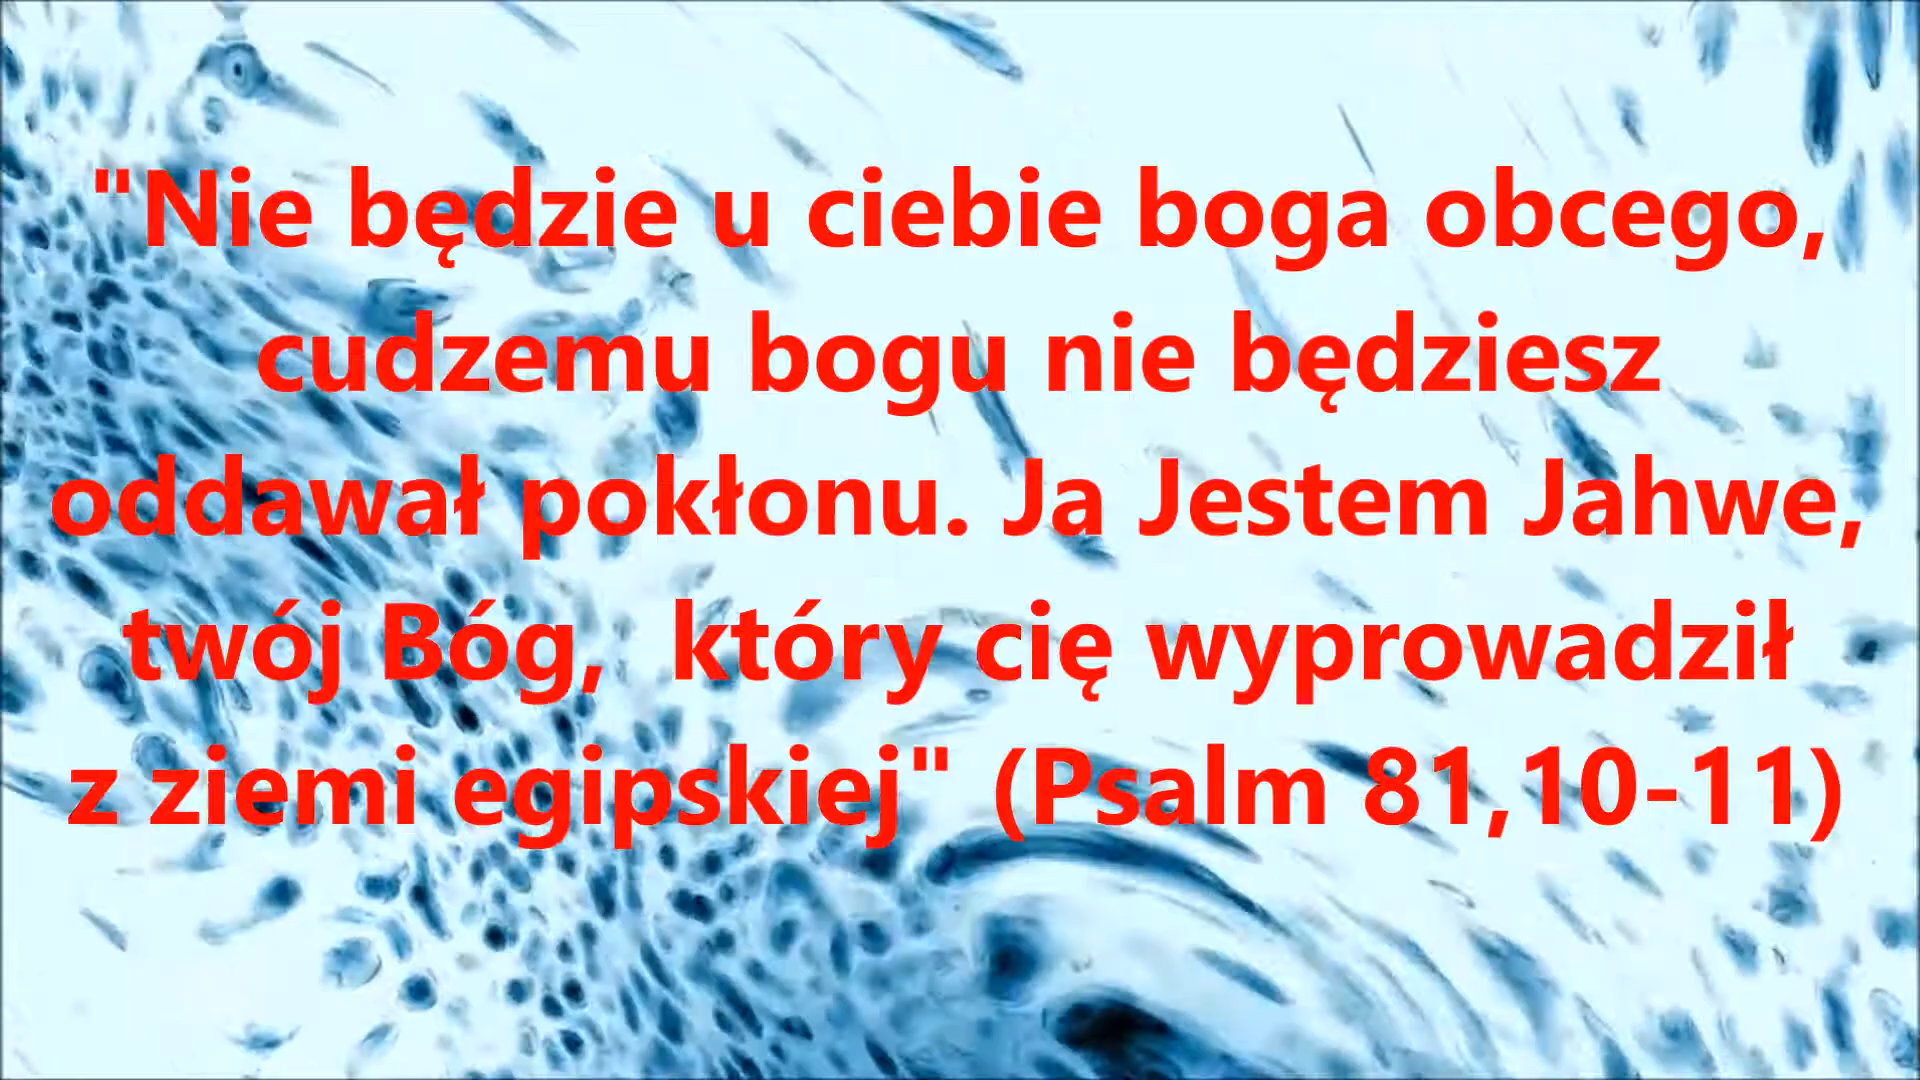 "Nie będzie u ciebie boga obcego,
cudzemu bogu nie będziesz
oddawał pokłonu. Ja Jestem Jahwe,
twój Bóg,  który cię wyprowadził
z ziemi egipskiej" (Psalm 81,10-11)